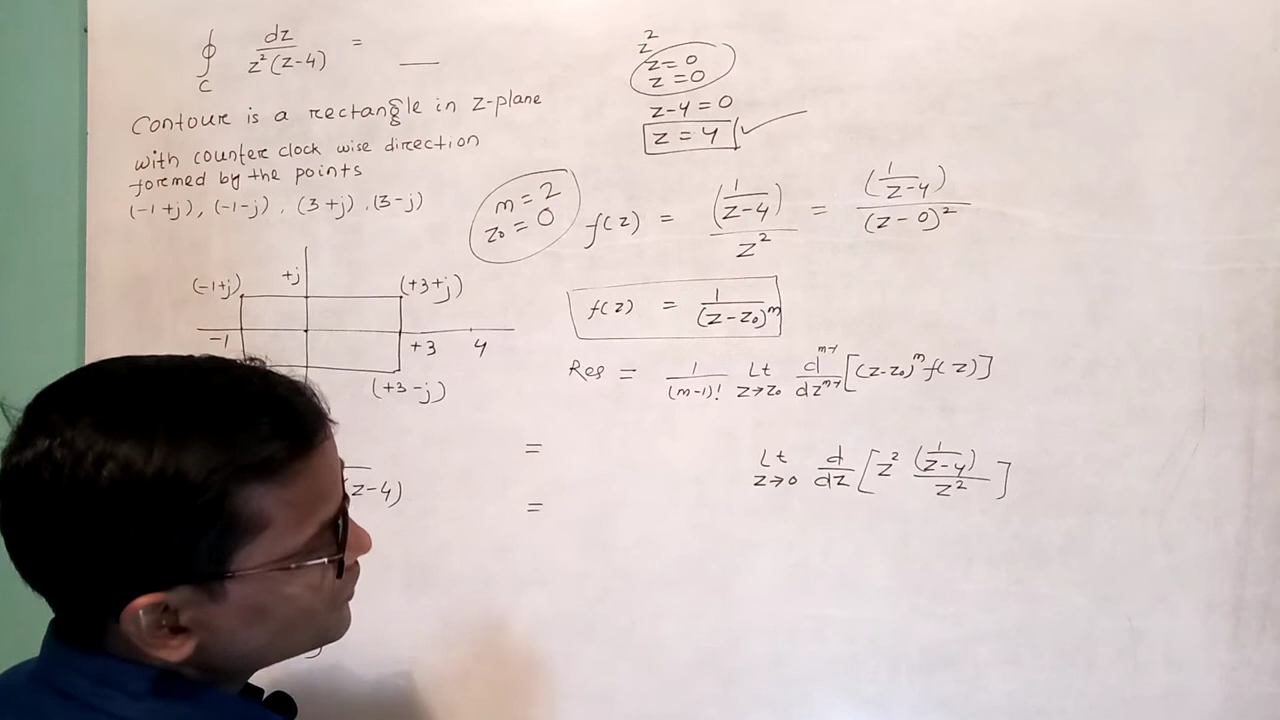 ∮_C dz / z²(z-4) = __
Contour is a rectangle in z-plane
with counter clock wise direction
formed by the points
(-1+j), (-1-j), (3+j), (3-j)
(-1+j) +j (+3+j)
-1 +3 4
(+3-j)
z-4)
z²
z=0
z=0
z-4=0
z=4
m=2
z₀=0
f(z) = (1/(z-4)) / z² = (1/(z-4)) / (z-0)²
f(z) = 1 / (z-z₀)^m
Res = 1/(m-1)! Lt z→z₀ d^(m-1)/dz^(m-1) [(z-z₀)^m f(z)]
= Lt z→0 d/dz [z² (1/(z-4)) / z²]
=